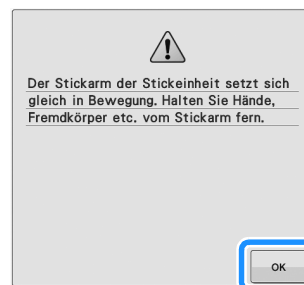 Der Stickarm der Stickeinheit setzt sich
gleich in Bewegung. Halten Sie Hände,
Fremdkörper etc. vom Stickarm fern.
OK